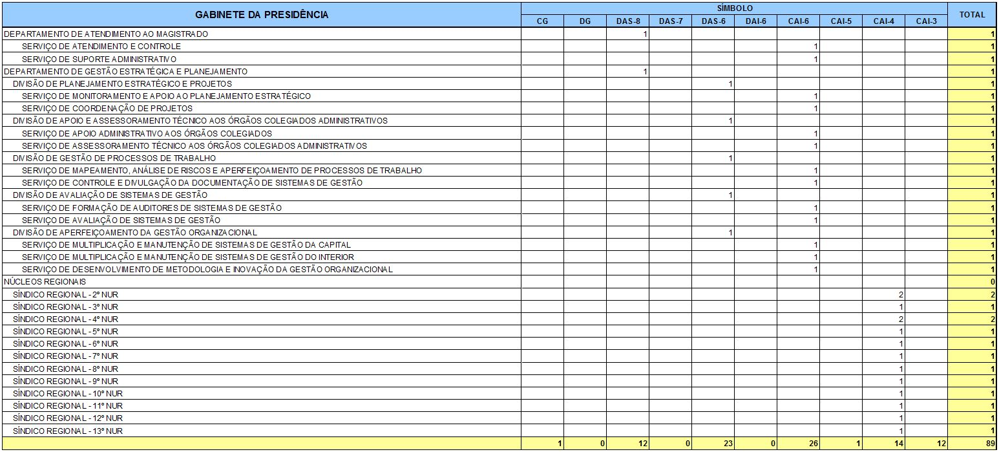 GABINETE DA PRESIDÊNCIA SÍMBOLO TOTAL
CG DG DAS-8 DAS-7 DAS-6 DAI-6 CAI-6 CAI-5 CAI-4 CAI-3
DEPARTAMENTO DE ATENDIMENTO AO MAGISTRADO 1 1
SERVIÇO DE ATENDIMENTO E CONTROLE 1 1
SERVIÇO DE SUPORTE ADMINISTRATIVO 1 1
DEPARTAMENTO DE GESTÃO ESTRATÉGICA E PLANEJAMENTO 1 1
DIVISÃO DE PLANEJAMENTO ESTRATÉGICO E PROJETOS 1 1
SERVIÇO DE MONITORAMENTO E APOIO AO PLANEJAMENTO ESTRATÉGICO 1 1
SERVIÇO DE COORDENAÇÃO DE PROJETOS 1 1
DIVISÃO DE APOIO E ASSESSORAMENTO TÉCNICO AOS ÓRGÃOS COLEGIADOS ADMINISTRATIVOS 1 1
SERVIÇO DE APOIO ADMINISTRATIVO AOS ÓRGÃOS COLEGIADOS 1 1
SERVIÇO DE ASSESSORAMENTO TÉCNICO AOS ÓRGÃOS COLEGIADOS ADMINISTRATIVOS 1 1
DIVISÃO DE GESTÃO DE PROCESSOS DE TRABALHO 1 1
SERVIÇO DE MAPEAMENTO, ANÁLISE DE RISCOS E APERFEIÇOAMENTO DE PROCESSOS DE TRABALHO 1 1
SERVIÇO DE CONTROLE E DIVULGAÇÃO DA DOCUMENTAÇÃO DE SISTEMAS DE GESTÃO 1 1
DIVISÃO DE AVALIAÇÃO DE SISTEMAS DE GESTÃO 1 1
SERVIÇO DE FORMAÇÃO DE AUDITORES DE SISTEMAS DE GESTÃO 1 1
SERVIÇO DE AVALIAÇÃO DE SISTEMAS DE GESTÃO 1 1
DIVISÃO DE APERFEIÇOAMENTO DA GESTÃO ORGANIZACIONAL 1 1
SERVIÇO DE MULTIPLICAÇÃO E MANUTENÇÃO DE SISTEMAS DE GESTÃO DA CAPITAL 1 1
SERVIÇO DE MULTIPLICAÇÃO E MANUTENÇÃO DE SISTEMAS DE GESTÃO DO INTERIOR 1 1
SERVIÇO DE DESENVOLVIMENTO DE METODOLOGIA E INOVAÇÃO DA GESTÃO ORGANIZACIONAL 1 1
NÚCLEOS REGIONAIS 0
SÍNDICO REGIONAL - 2º NUR 2 2
SÍNDICO REGIONAL - 3º NUR 1 1
SÍNDICO REGIONAL - 4º NUR 2 2
SÍNDICO REGIONAL - 5º NUR 1 1
SÍNDICO REGIONAL - 6º NUR 1 1
SÍNDICO REGIONAL - 7º NUR 1 1
SÍNDICO REGIONAL - 8º NUR 1 1
SÍNDICO REGIONAL - 9º NUR 1 1
SÍNDICO REGIONAL - 10º NUR 1 1
SÍNDICO REGIONAL - 11º NUR 1 1
SÍNDICO REGIONAL - 12º NUR 1 1
SÍNDICO REGIONAL - 13º NUR 1 1
1 0 12 0 23 0 26 1 14 12 89